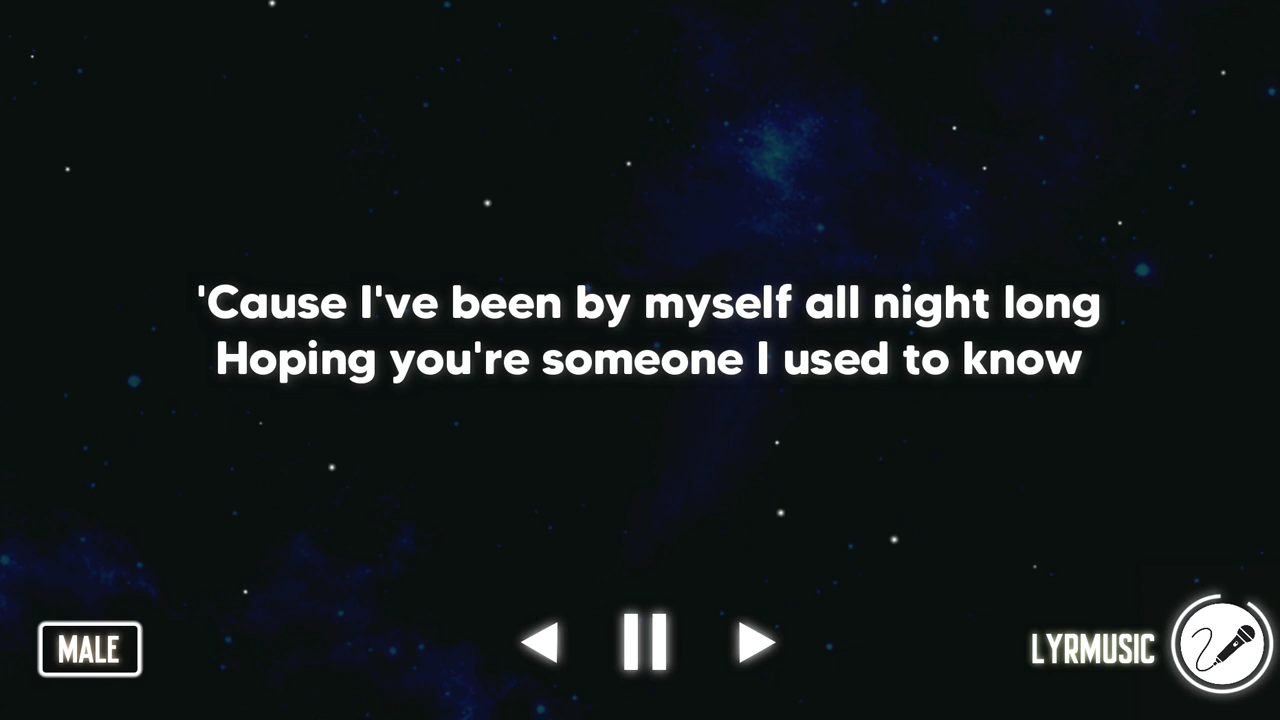 'Cause I've been by myself all night long
Hoping you're someone I used to know
MALE
LYRMUSIC